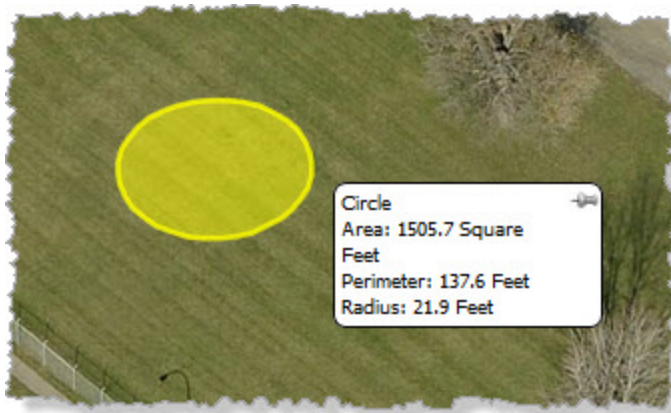 Circle
Area: 1505.7 Square
Feet
Perimeter: 137.6 Feet
Radius: 21.9 Feet